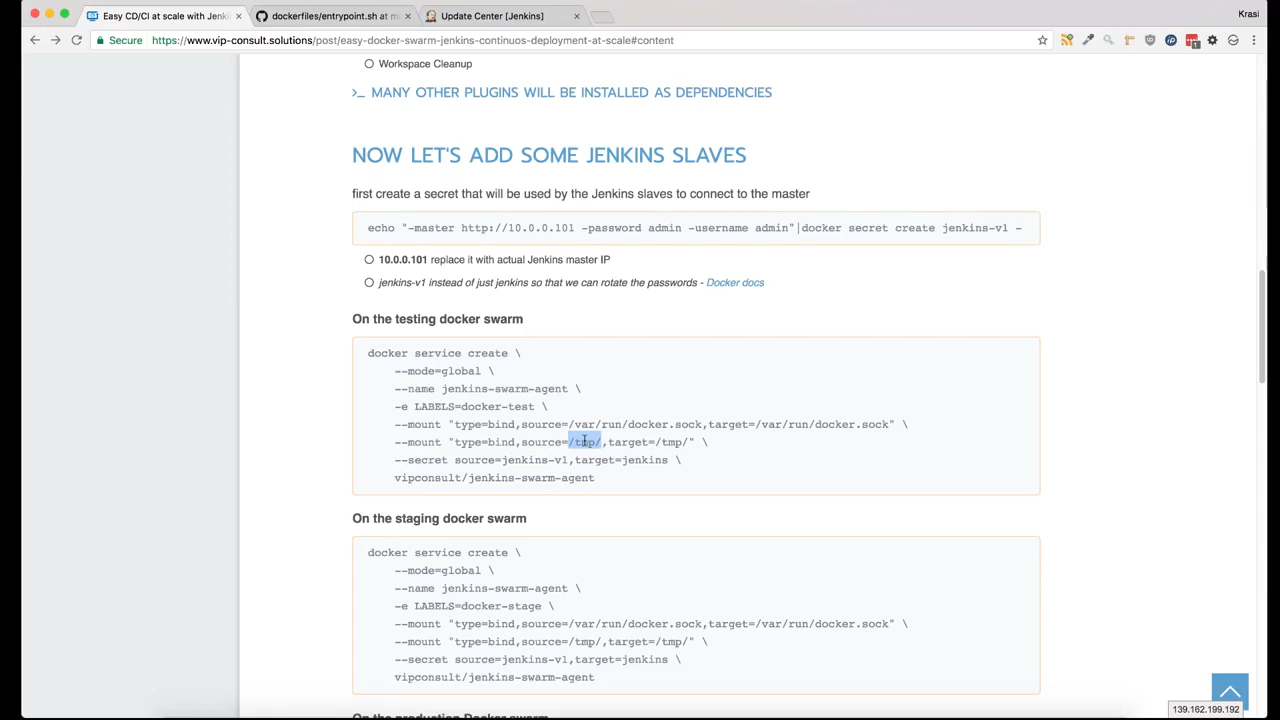 Easy CD/CI at scale with Jenki
dockerfiles/entrypoint.sh at m
Update Center [Jenkins]
Krasi
Secure
https://www.vip-consult.solutions/post/easy-docker-swarm-jenkins-continuos-deployment-at-scale#content
Workspace Cleanup
>_ MANY OTHER PLUGINS WILL BE INSTALLED AS DEPENDENCIES
NOW LET'S ADD SOME JENKINS SLAVES
first create a secret that will be used by the Jenkins slaves to connect to the master
echo "-master http://10.0.0.101 -password admin -username admin"|docker secret create jenkins-v1 -
10.0.0.101 replace it with actual Jenkins master IP
jenkins-v1 instead of just jenkins so that we can rotate the passwords - Docker docs
On the testing docker swarm
docker service create \
--mode=global \
--name jenkins-swarm-agent \
-e LABELS=docker-test \
--mount "type=bind,source=/var/run/docker.sock,target=/var/run/docker.sock" \
--mount "type=bind,source=/tmp/,target=/tmp/" \
--secret source=jenkins-v1,target=jenkins \
vipconsult/jenkins-swarm-agent
On the staging docker swarm
docker service create \
--mode=global \
--name jenkins-swarm-agent \
-e LABELS=docker-stage \
--mount "type=bind,source=/var/run/docker.sock,target=/var/run/docker.sock" \
--mount "type=bind,source=/tmp/,target=/tmp/" \
--secret source=jenkins-v1,target=jenkins \
vipconsult/jenkins-swarm-agent
On the production Docker swarm
139.162.199.192